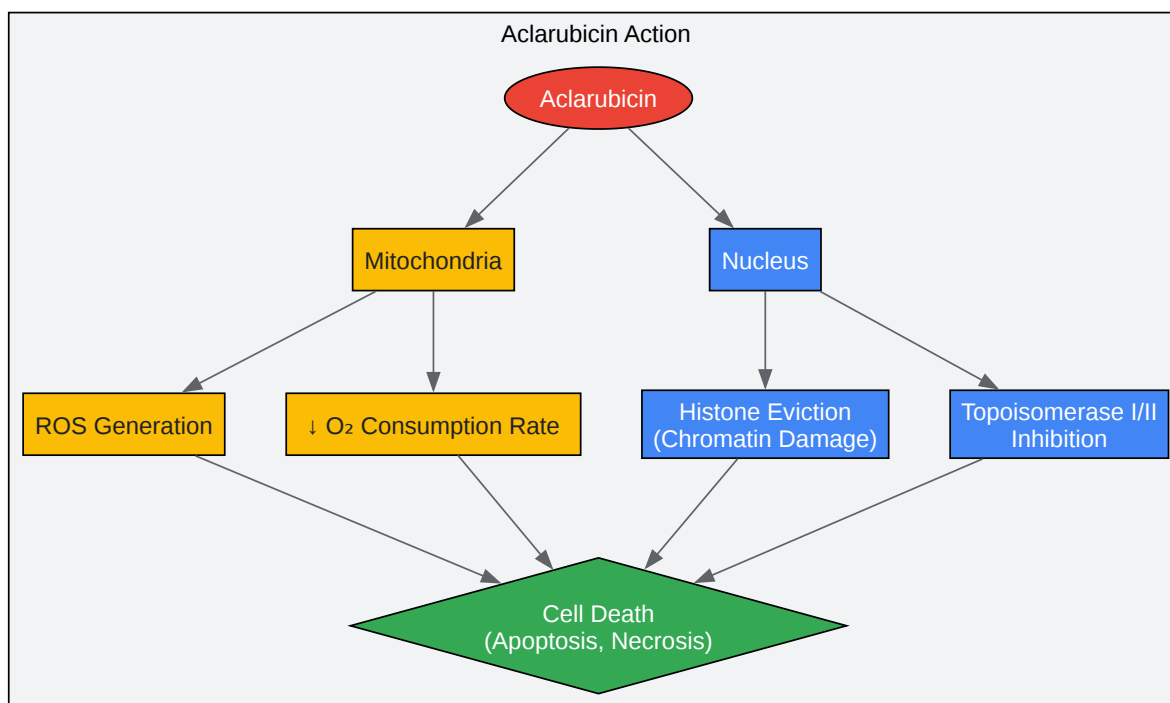 Aclarubicin Action
Aclarubicin
Mitochondria
Nucleus
ROS Generation
↓ O₂ Consumption Rate
Histone Eviction
(Chromatin Damage)
Topoisomerase I/II
Inhibition
Cell Death
(Apoptosis, Necrosis)